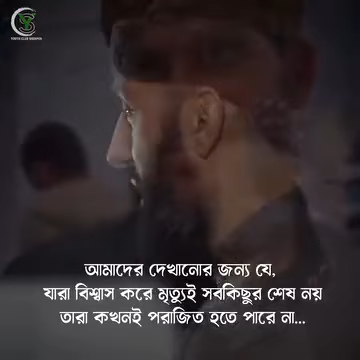 আমাদের দেখানোর জন্য যে,
যারা বিশ্বাস করে মৃত্যুই সবকিছুর শেষ নয়
তারা কখনই পরাজিত হতে পারে না...